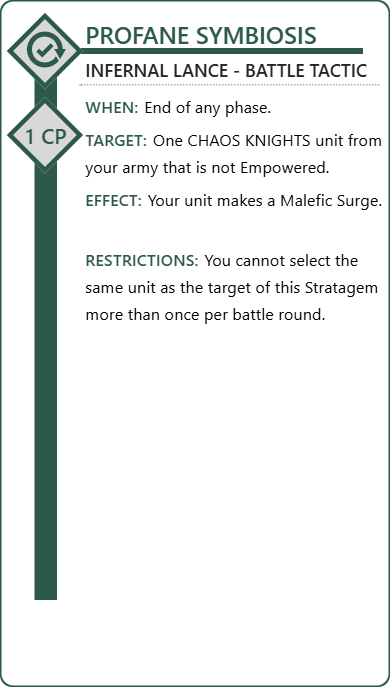 PROFANE SYMBIOSIS
INFERNAL LANCE - BATTLE TACTIC
WHEN: End of any phase.
1 CP
TARGET: One CHAOS KNIGHTS unit from
your army that is not Empowered.
EFFECT: Your unit makes a Malefic Surge.
RESTRICTIONS: You cannot select the
same unit as the target of this Stratagem
more than once per battle round.